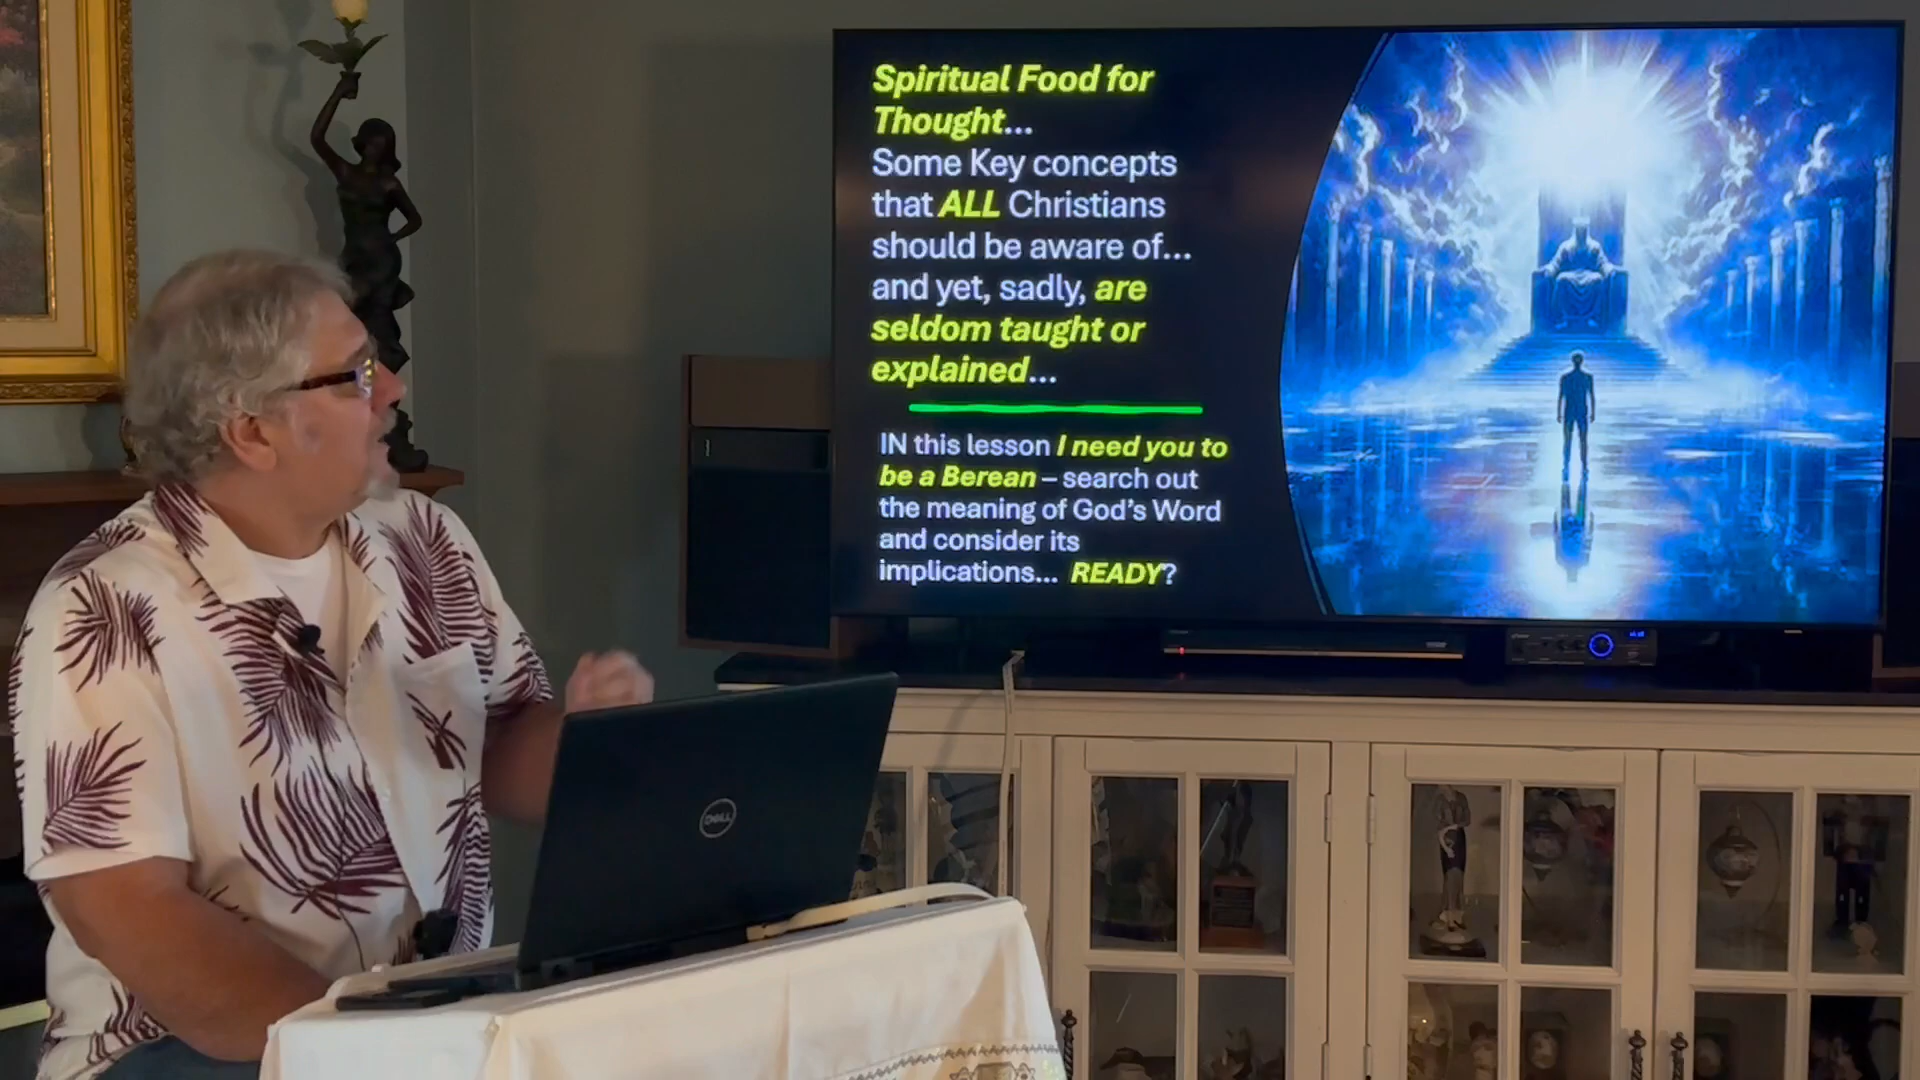 Spiritual Food for
Thought...
Some Key concepts
that ALL Christians
should be aware of...
and yet, sadly, are
seldom taught or
explained...
IN this lesson I need you to
be a Berean – search out
the meaning of God's Word
and consider its
implications... READY?
DELL